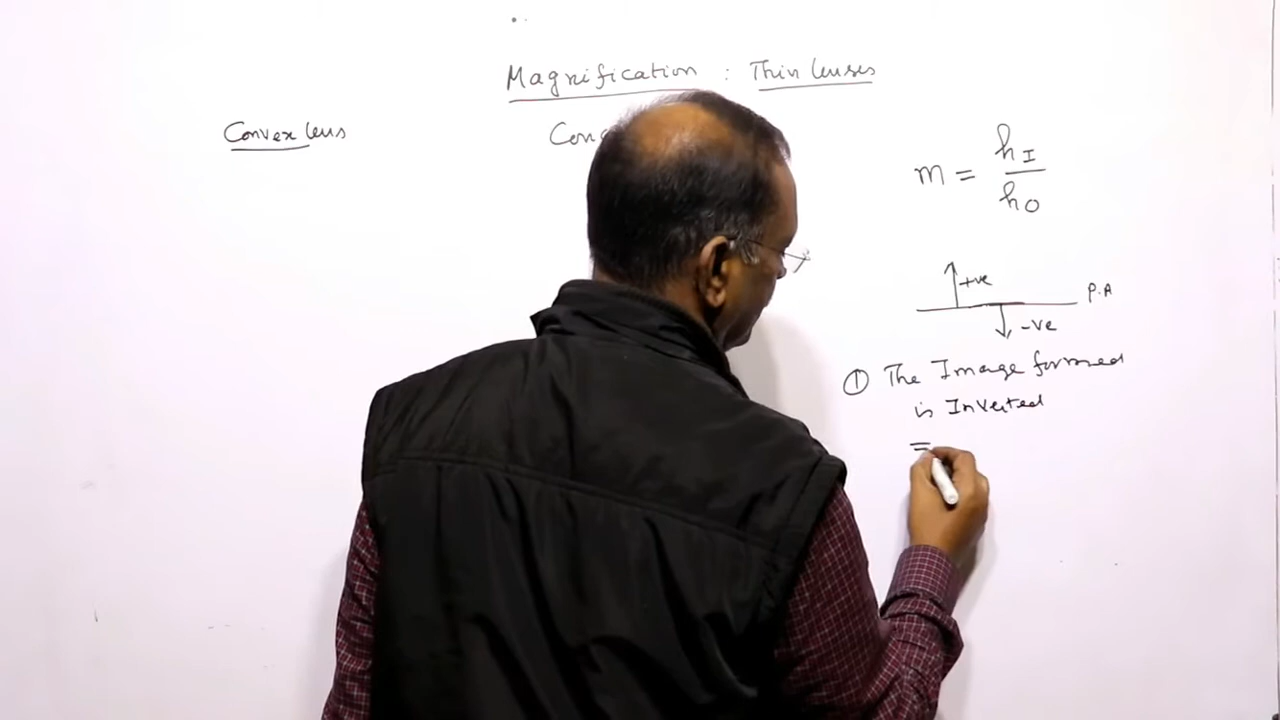 Magnification : Thin lenses
Convex lens
m = hI / hO
+ve
P.A
-ve
① The Image formed
is Inverted
=